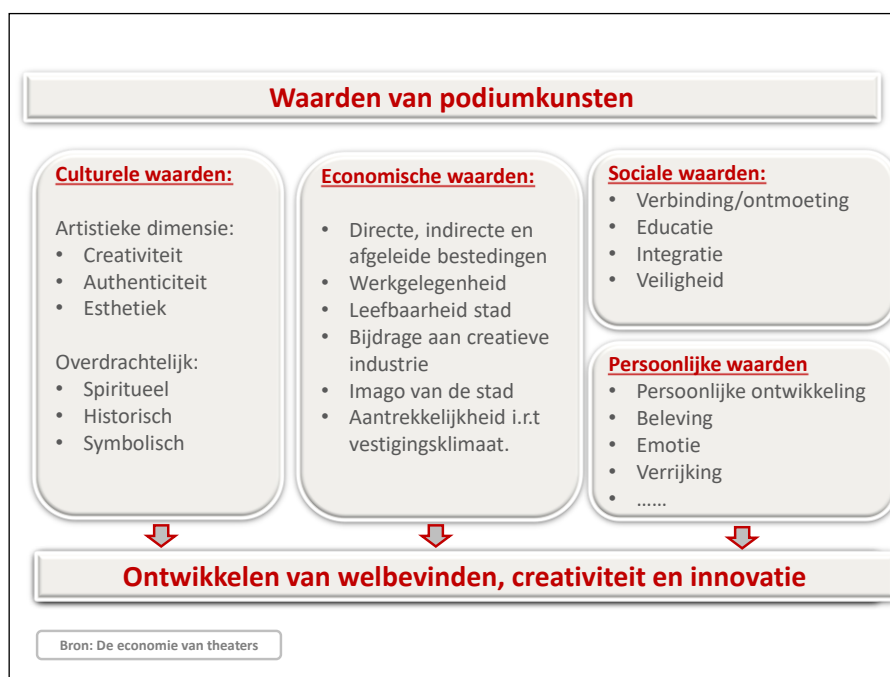 Waarden van podiumkunsten
Culturele waarden:
Artistieke dimensie:
• Creativiteit
• Authenticiteit
• Esthetiek
Overdrachtelijk:
• Spiritueel
• Historisch
• Symbolisch
Economische waarden:
• Directe, indirecte en
afgeleide bestedingen
• Werkgelegenheid
• Leefbaarheid stad
• Bijdrage aan creatieve
industrie
• Imago van de stad
• Aantrekkelijkheid i.r.t
vestigingsklimaat.
Sociale waarden:
• Verbinding/ontmoeting
• Educatie
• Integratie
• Veiligheid
Persoonlijke waarden
• Persoonlijke ontwikkeling
• Beleving
• Emotie
• Verrijking
• ......
Ontwikkelen van welbevinden, creativiteit en innovatie
Bron: De economie van theaters